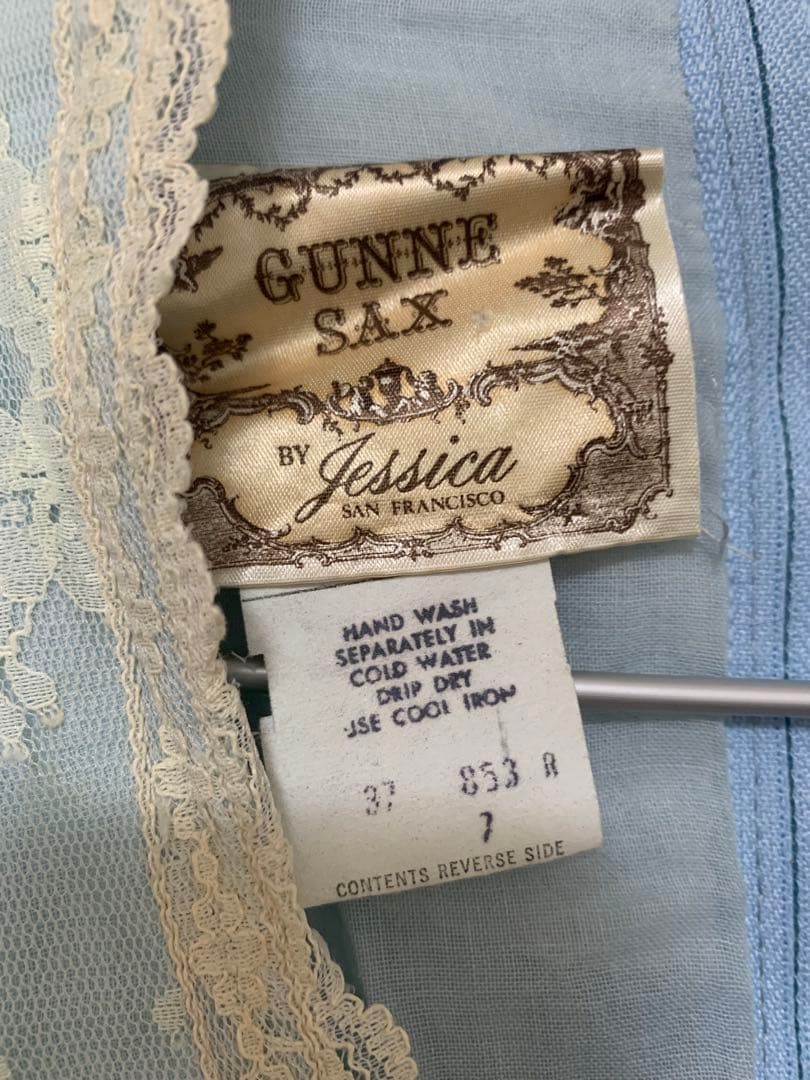 GUNNE
SAX
BY Jessica
SAN FRANCISCO
HAND WASH
SEPARATELY IN
COLD WATER
DRIP DRY
USE COOL IRON
37 853 R
7
CONTENTS REVERSE SIDE